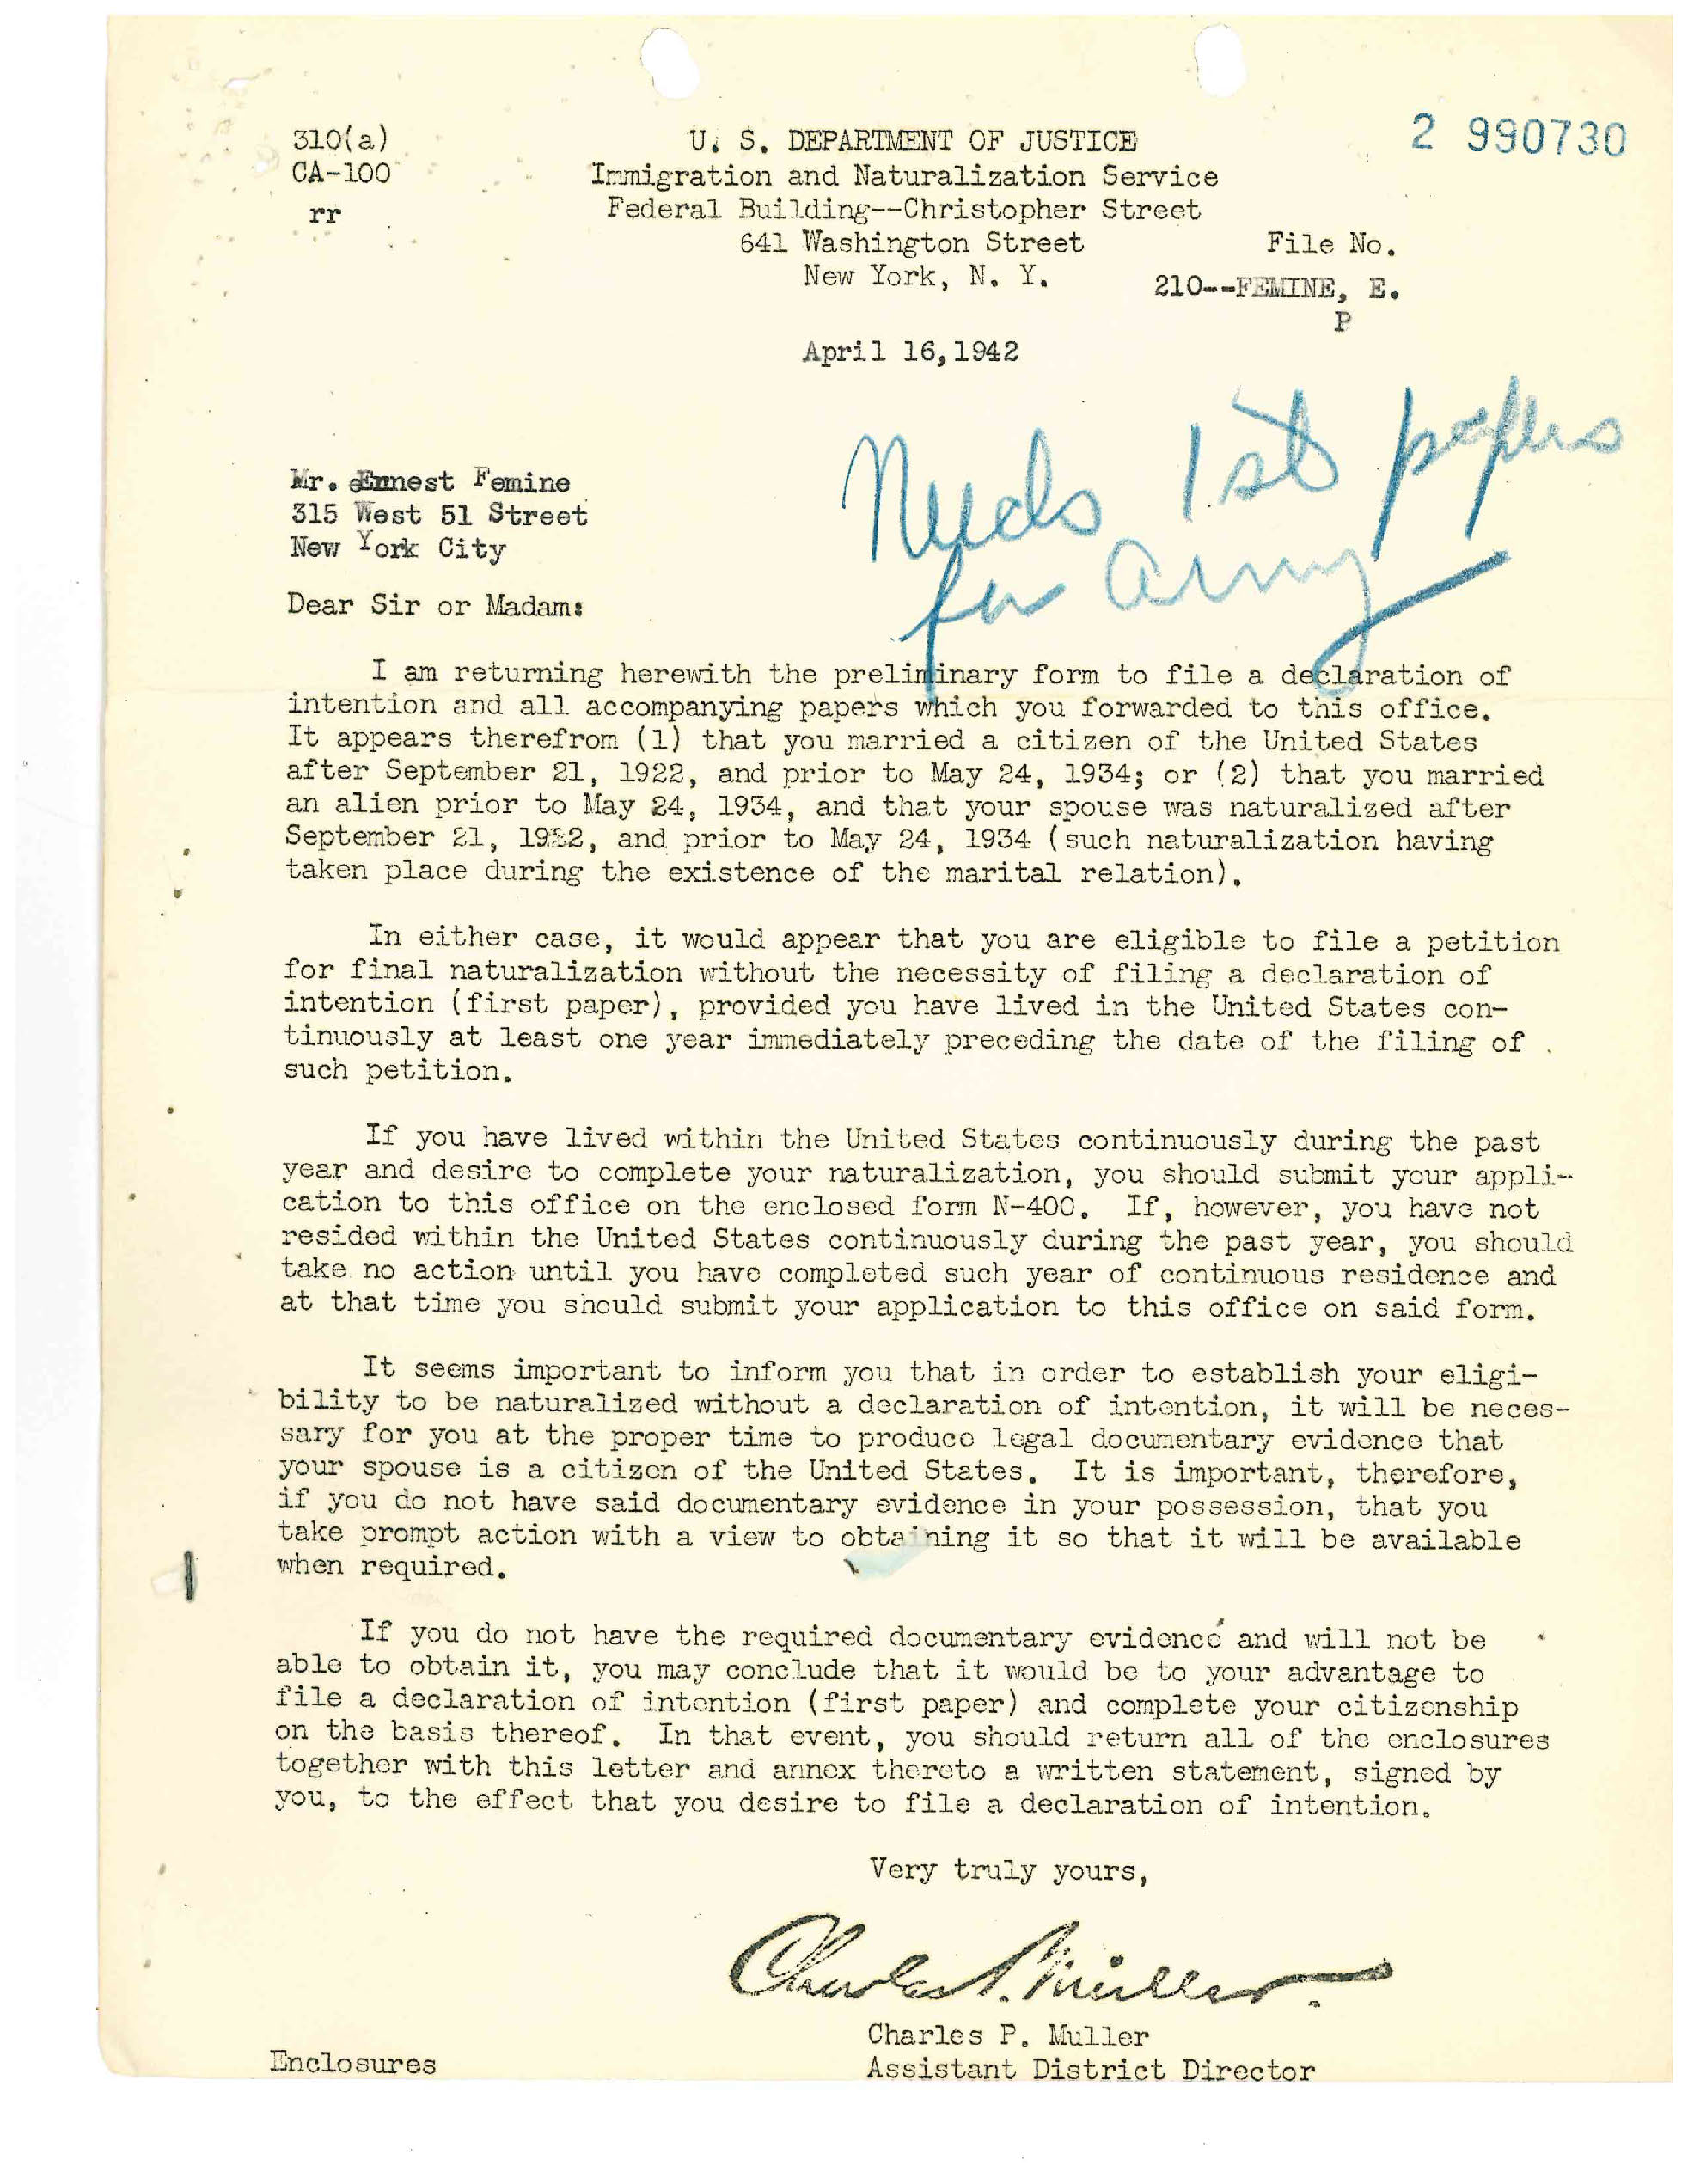 310(a)
CA-100
rr
U. S. DEPARTMENT OF JUSTICE
Immigration and Naturalization Service
Federal Building--Christopher Street
641 Washington Street
New York, N. Y.
2 990730
File No.
210--FEMINE, E.
P
April 16,1942
Needs 1st papers
for army
Mr. Ernest Femine
315 West 51 Street
New York City
Dear Sir or Madam:
I am returning herewith the preliminary form to file a declaration of
intention and all accompanying papers which you forwarded to this office.
It appears therefrom (1) that you married a citizen of the United States
after September 21, 1922, and prior to May 24, 1934; or (2) that you married
an alien prior to May 24, 1934, and that your spouse was naturalized after
September 21, 1922, and prior to May 24, 1934 (such naturalization having
taken place during the existence of the marital relation).
In either case, it would appear that you are eligible to file a petition
for final naturalization without the necessity of filing a declaration of
intention (first paper), provided you have lived in the United States con-
tinuously at least one year immediately preceding the date of the filing of
such petition.
If you have lived within the United States continuously during the past
year and desire to complete your naturalization, you should submit your appli-
cation to this office on the enclosed form N-400. If, however, you have not
resided within the United States continuously during the past year, you should
take no action until you have completed such year of continuous residence and
at that time you should submit your application to this office on said form.
It seems important to inform you that in order to establish your eligi-
bility to be naturalized without a declaration of intention, it will be neces-
sary for you at the proper time to produce legal documentary evidence that
your spouse is a citizen of the United States. It is important, therefore,
if you do not have said documentary evidence in your possession, that you
take prompt action with a view to obtaining it so that it will be available
when required.
If you do not have the required documentary evidence and will not be
able to obtain it, you may conclude that it would be to your advantage to
file a declaration of intention (first paper) and complete your citizenship
on the basis thereof. In that event, you should return all of the enclosures
together with this letter and annex thereto a written statement, signed by
you, to the effect that you desire to file a declaration of intention.
Very truly yours,
Charles P. Muller
Charles P. Muller
Assistant District Director
Enclosures